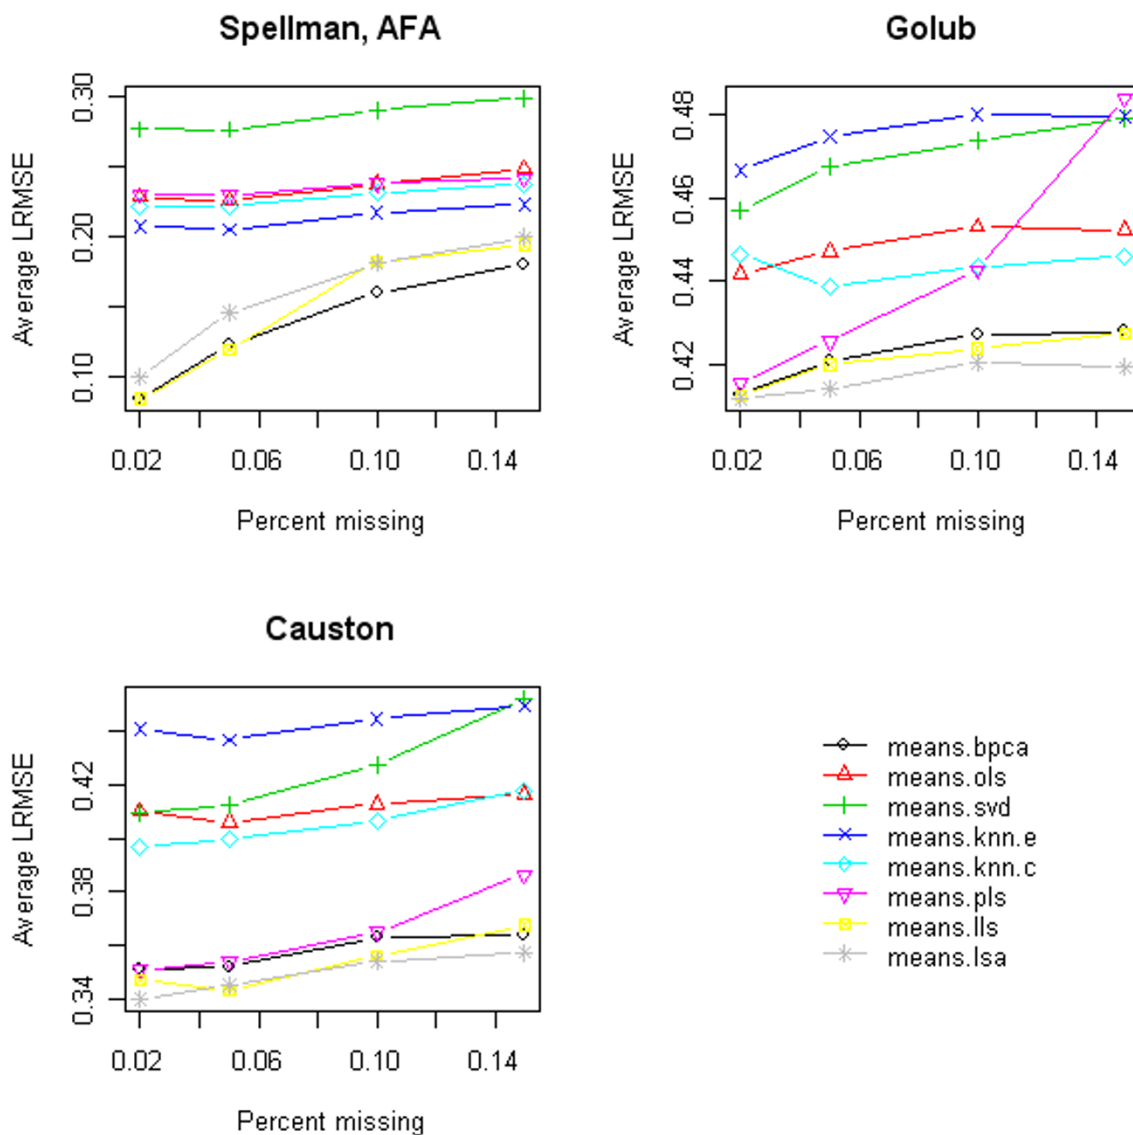 Spellman, AFA
Average LRMSE
0.30
0.20
0.10
0.02 0.06 0.10 0.14
Percent missing
Golub
Average LRMSE
0.48
0.46
0.44
0.42
0.02 0.06 0.10 0.14
Percent missing
Causton
Average LRMSE
0.42
0.38
0.34
0.02 0.06 0.10 0.14
Percent missing
means.bpca
means.ols
means.svd
means.knn.e
means.knn.c
means.pls
means.lls
means.lsa